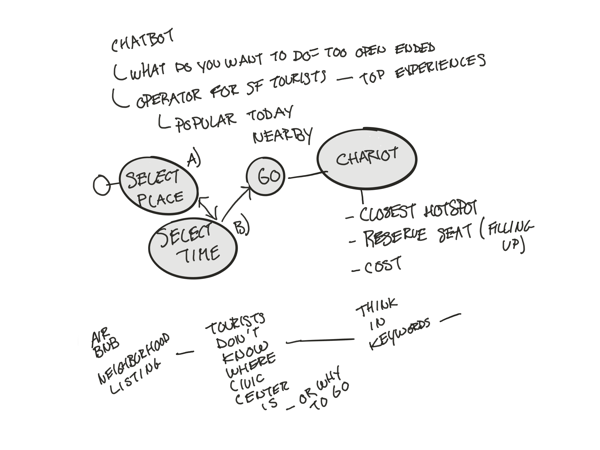 CHATBOT
WHAT DO YOU WANT TO DO = TOO OPEN ENDED
OPERATOR FOR SF TOURISTS — TOP EXPERIENCES
POPULAR TODAY
NEARBY
A)
SELECT
PLACE
GO
CHARIOT
B)
SELECT
TIME
- CLOSEST HOTSPOT
- RESERVE SEAT (FILLING
UP)
- COST
AIR
BNB
NEIGHBORHOOD
LISTING —
TOURISTS
DON'T
KNOW
WHERE
CIVIC
CENTER
IS - OR WHY
TO GO
THINK
IN
KEYWORDS —